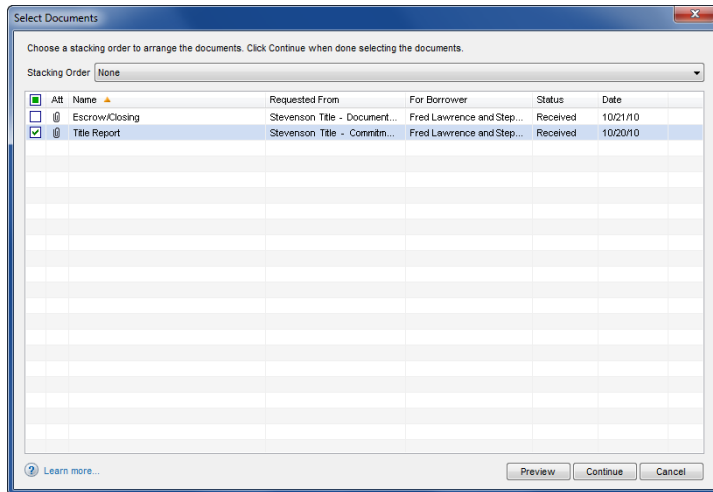 Select Documents
Choose a stacking order to arrange the documents. Click Continue when done selecting the documents.
Stacking Order None
Att Name Requested From For Borrower Status Date
Escrow/Closing Stevenson Title - Document... Fred Lawrence and Step... Received 10/21/10
Title Report Stevenson Title - Commitm... Fred Lawrence and Step... Received 10/20/10
? Learn more... Preview Continue Cancel